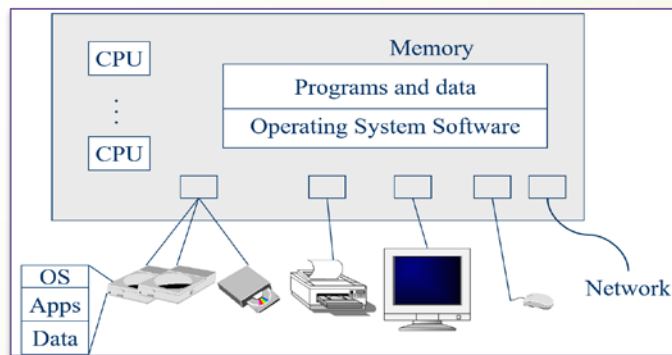 Memory
CPU
Programs and data
Operating System Software
CPU
OS
Apps
Data
Network